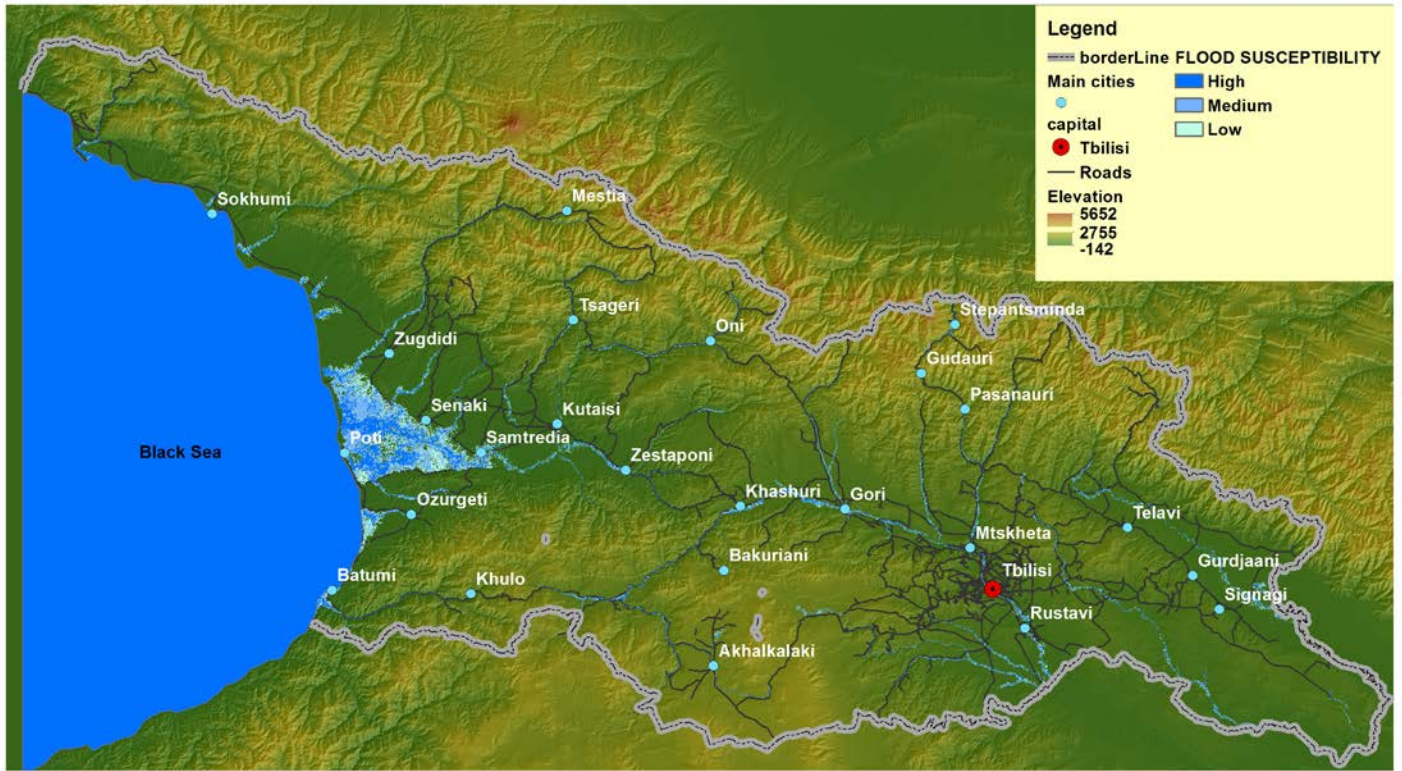 Legend
borderLine FLOOD SUSCEPTIBILITY
Main cities
High
Medium
capital
Low
Tbilisi
Roads
Elevation
5652
2755
-142
Sokhumi
Mestia
Tsageri
Stepantsminda
Oni
Zugdidi
Gudauri
Pasanauri
Senaki
Kutaisi
Poti
Samtredia
Black Sea
Zestaponi
Khashuri
Gori
Ozurgeti
Telavi
Mtskheta
Bakuriani
Tbilisi
Gurdjaani
Batumi
Khulo
Signagi
Rustavi
Akhalkalaki